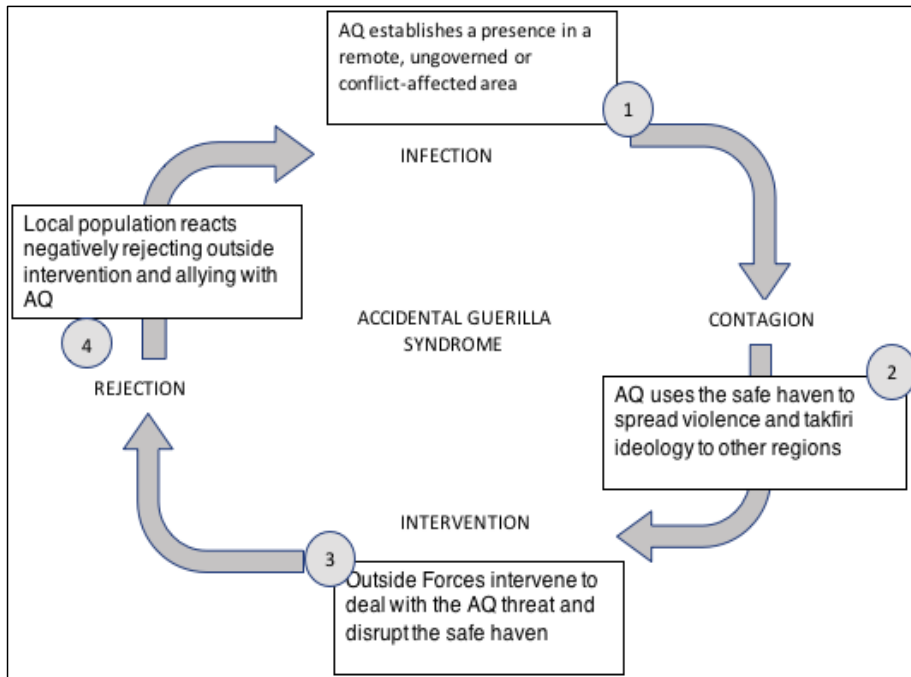 AQ establishes a presence in a
remote, ungoverned or
conflict-affected area
1
INFECTION
Local population reacts
negatively rejecting outside
intervention and allying with
AQ
4
REJECTION
ACCIDENTAL GUERILLA
SYNDROME
CONTAGION
2
AQ uses the safe haven to
spread violence and takfiri
ideology to other regions
INTERVENTION
3
Outside Forces intervene to
deal with the AQ threat and
disrupt the safe haven